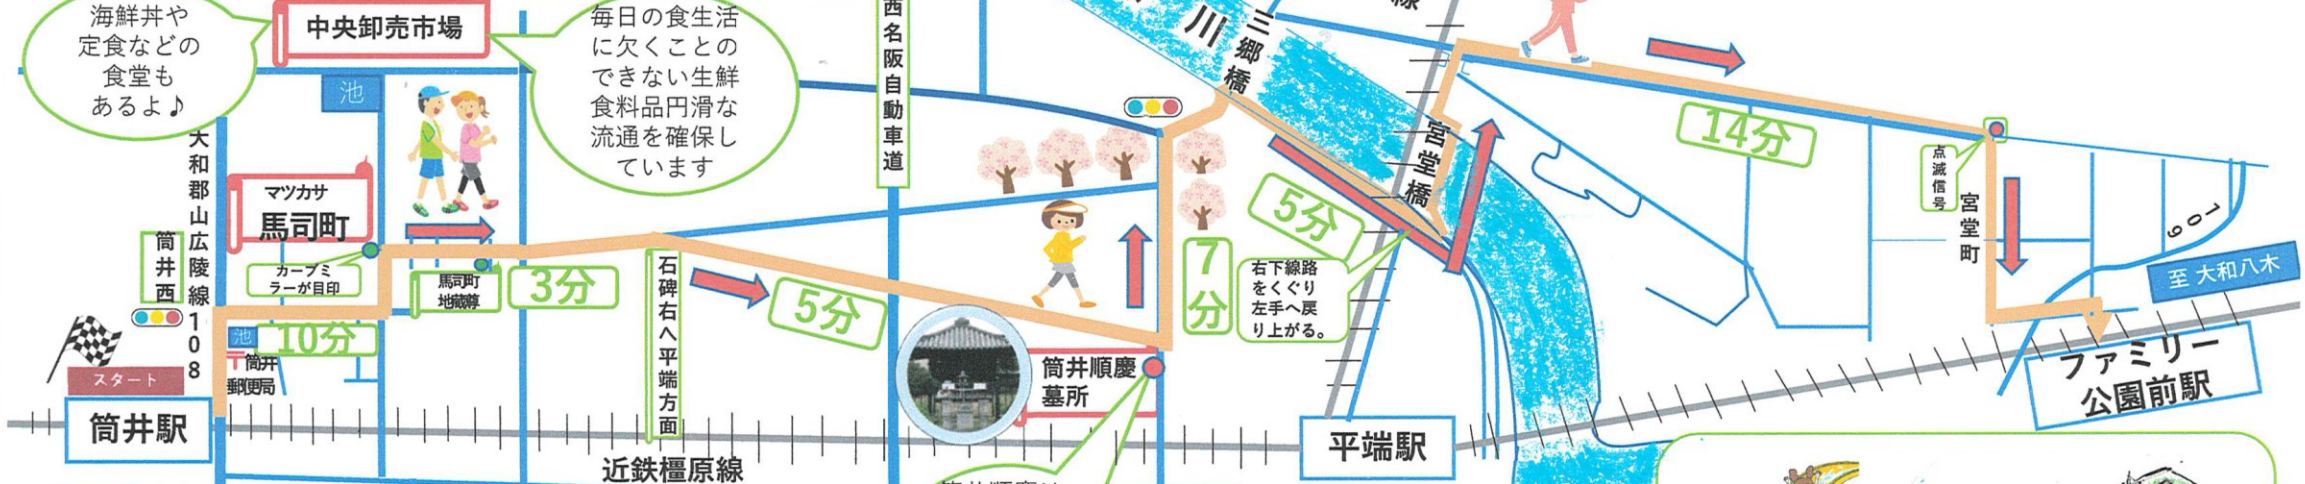 海鮮丼や
定食などの
食堂も
あるよ♪
中央卸売市場
毎日の食生活
に欠くことの
できない生鮮
食料品円滑な
流通を確保し
ています
池
大和郡山広陵線108
マツカサ
馬司町
カーブミ
ラーが目印
筒井西
馬司町
地蔵尊
3分
池
10分
筒井
郵便局
スタート
筒井駅
石碑右へ平端方面
近鉄橿原線
5分
西名阪自動車道
筒井順慶
墓所
7分
川
三郷橋
線
宮堂橋
5分
右下線路
をくぐり
左手へ戻
り上がる。
平端駅
14分
点滅信号
宮堂町
109
至 大和八木
ファミリー
公園前駅